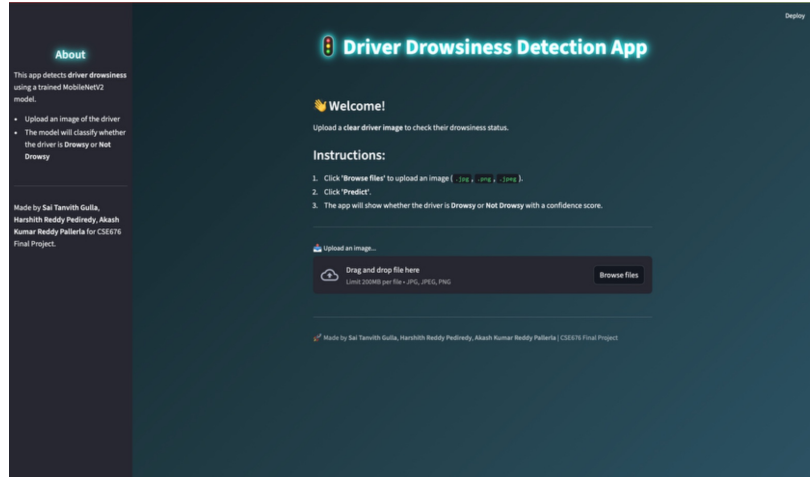 Deploy
About
This app detects driver drowsiness
using a trained MobileNetV2
model.
• Upload an image of the driver
• The model will classify whether
the driver is Drowsy or Not
Drowsy
Made by Sai Tanvith Gulla,
Harshith Reddy Pediredy, Akash
Kumar Reddy Pallerla for CSE676
Final Project.
Driver Drowsiness Detection App
Welcome!
Upload a clear driver image to check their drowsiness status.
Instructions:
1. Click 'Browse files' to upload an image ( .jpg , .png , .jpeg ).
2. Click 'Predict'.
3. The app will show whether the driver is Drowsy or Not Drowsy with a confidence score.
Upload an image...
Drag and drop file here
Limit 200MB per file • JPG, JPEG, PNG
Browse files
Made by Sai Tanvith Gulla, Harshith Reddy Pediredy, Akash Kumar Reddy Pallerla | CSE676 Final Project